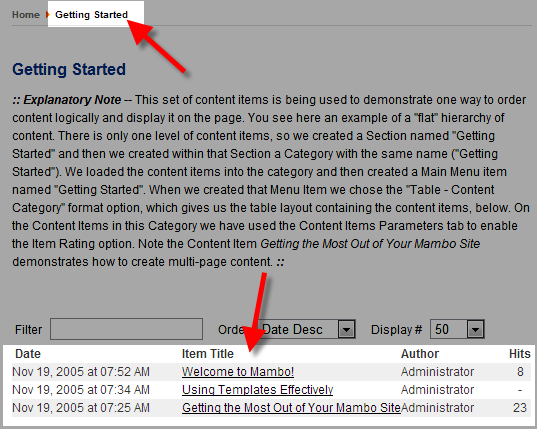 Home Getting Started
Getting Started
:: Explanatory Note -- This set of content items is being used to demonstrate one way to order
content logically and display it on the page. You see here an example of a "flat" hierarchy of
content. There is only one level of content items, so we created a Section named "Getting
Started" and then we created within that Section a Category with the same name ("Getting
Started"). We loaded the content items into the category and then created a Main Menu item
named "Getting Started". When we created that Menu Item we chose the "Table - Content
Category" format option, which gives us the table layout containing the content items, below. On
the Content Items in this Category we have used the Content Items Parameters tab to enable
the Item Rating option. Note the Content Item Getting the Most Out of Your Mambo Site
demonstrates how to create multi-page content. ::
Filter Date Desc Display # 50
Date Item Title Author Hits
Nov 19, 2005 at 07:52 AM Welcome to Mambo! Administrator 8
Nov 19, 2005 at 07:34 AM Using Templates Effectively Administrator -
Nov 19, 2005 at 07:25 AM Getting the Most Out of Your Mambo Site Administrator 23